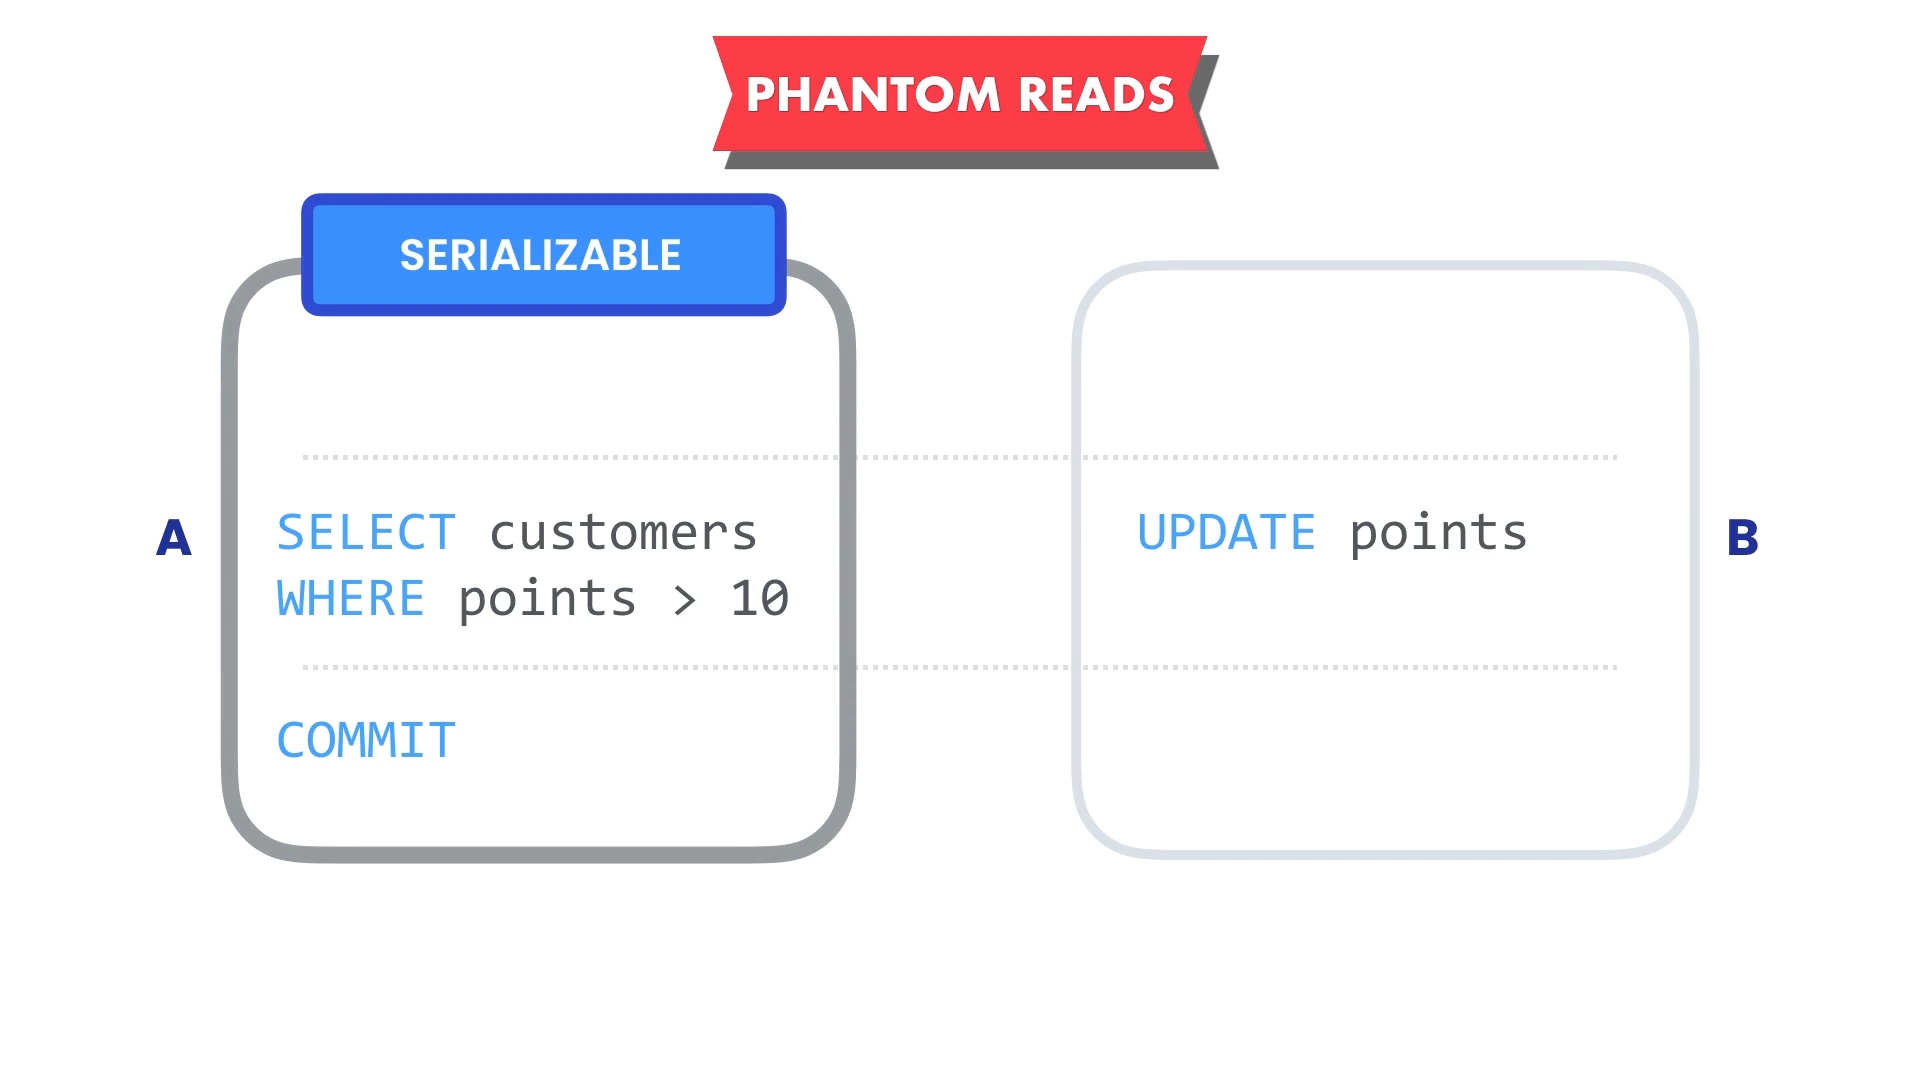 PHANTOM READS
SERIALIZABLE
A
SELECT customers
WHERE points > 10
COMMIT
UPDATE points
B